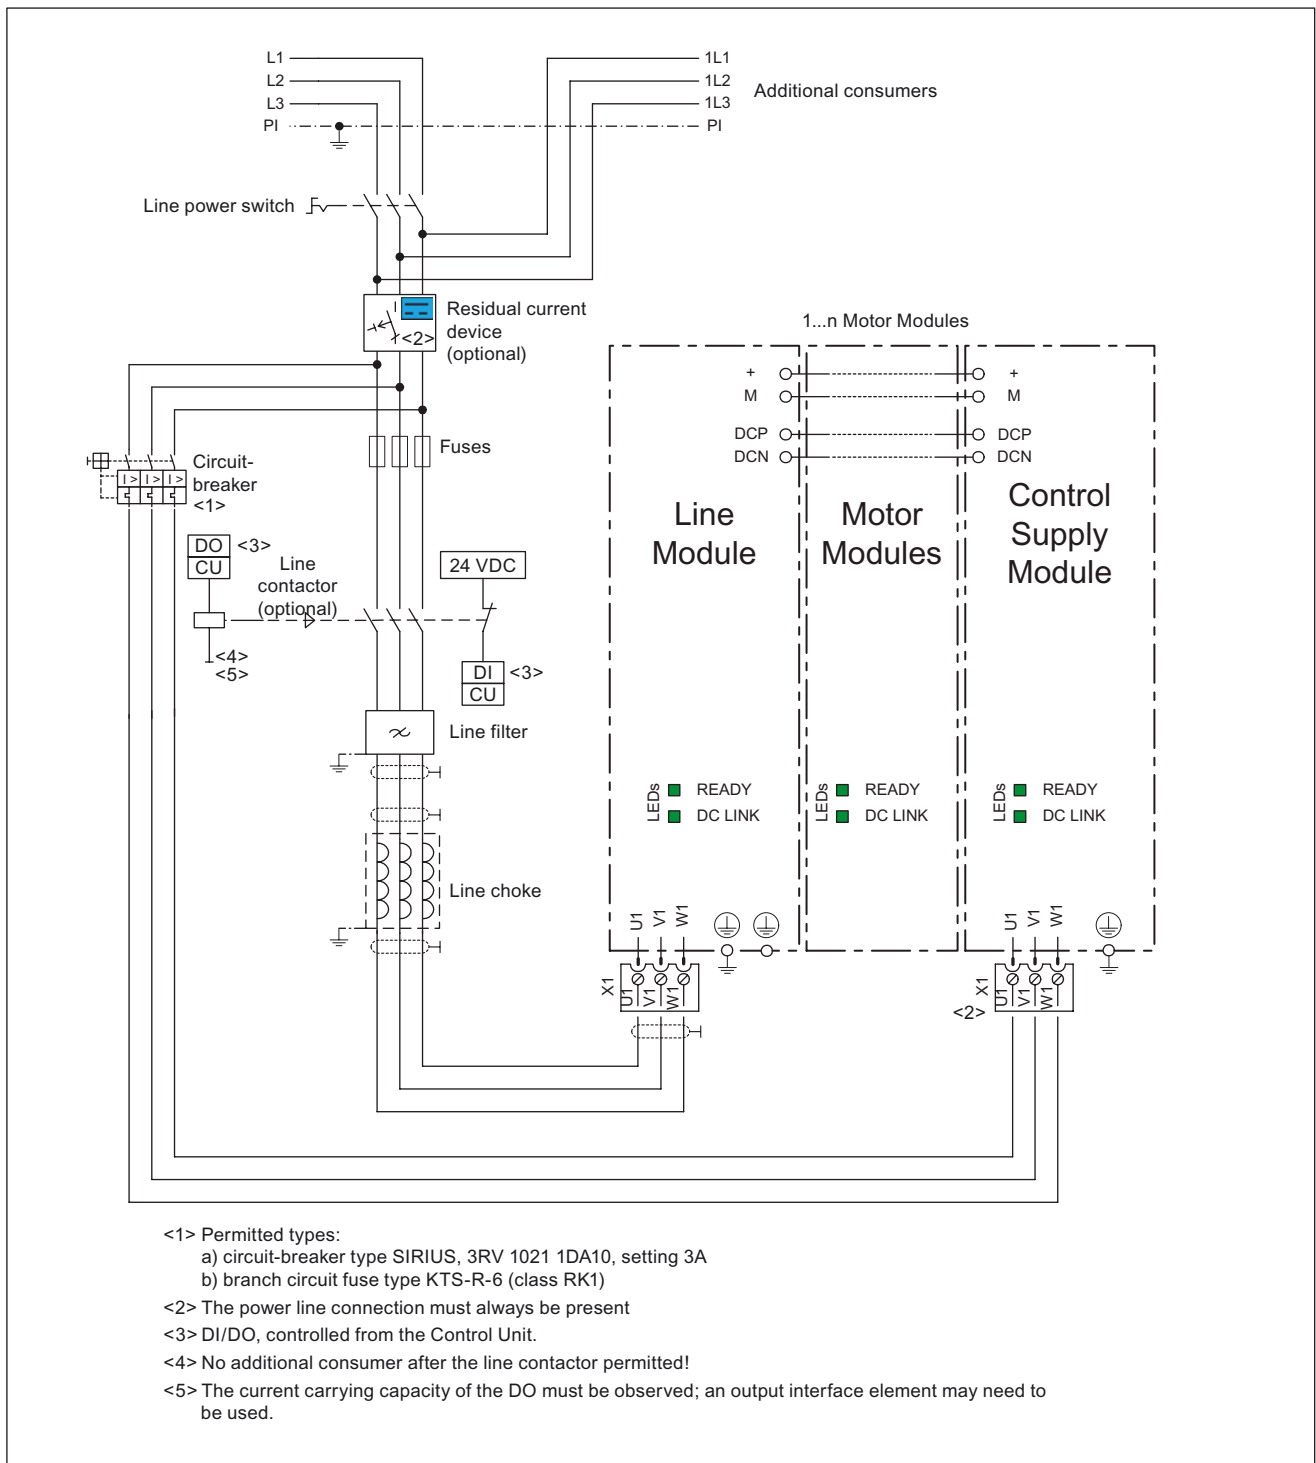 L1
1L1
L2
1L2
Additional consumers
L3
1L3
PI
PI
Line power switch
Residual current
device
(optional)
<2>
1...n Motor Modules
+
+
M
M
DCP
DCP
DCN
DCN
Fuses
Circuit-
breaker
<1>
I >
I >
I >
Line
Module
Motor
Modules
Control
Supply
Module
DO
CU
<3>
Line
contactor
(optional)
24 VDC
<4>
<5>
DI
CU
<3>
Line filter
LEDs
READY
DC LINK
LEDs
READY
DC LINK
LEDs
READY
DC LINK
Line choke
U1
V1
W1
U1
V1
W1
X1
U1
V1
W1
X1
U1
V1
W1
<2>
<1> Permitted types:
a) circuit-breaker type SIRIUS, 3RV 1021 1DA10, setting 3A
b) branch circuit fuse type KTS-R-6 (class RK1)
<2> The power line connection must always be present
<3> DI/DO, controlled from the Control Unit.
<4> No additional consumer after the line contactor permitted!
<5> The current carrying capacity of the DO must be observed; an output interface element may need to
be used.